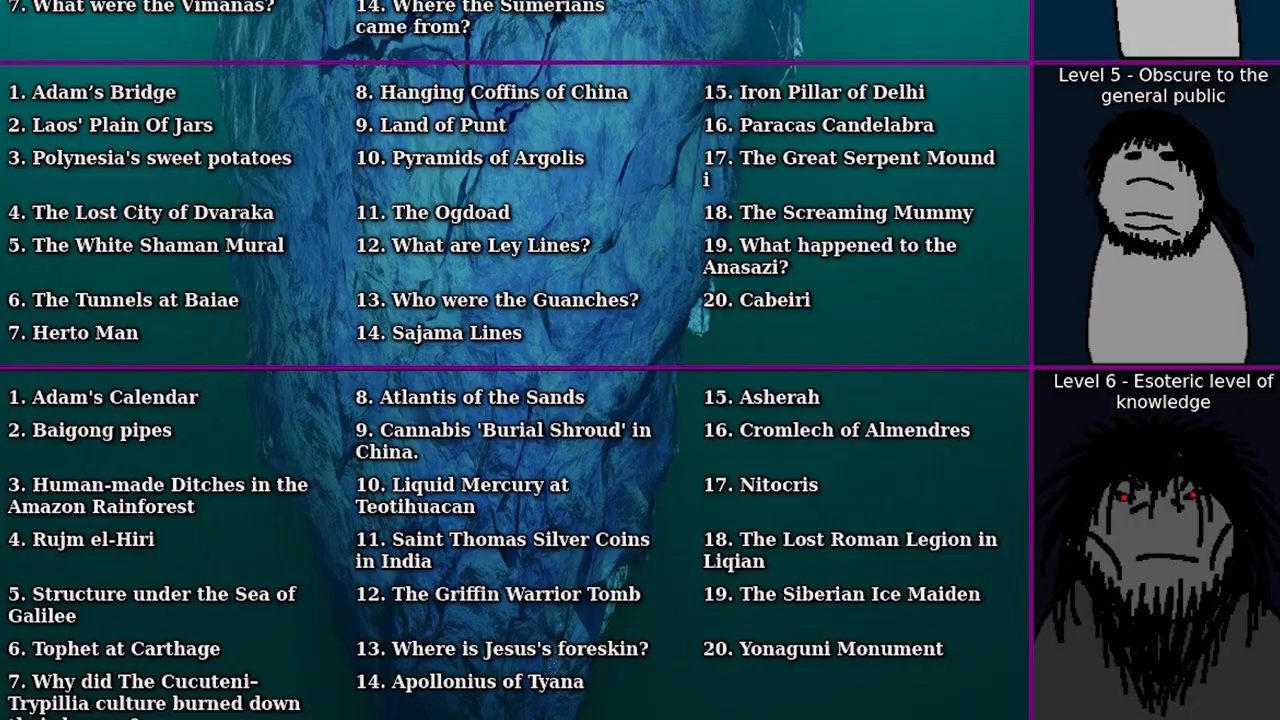 7. What were the Vimanas?
14. Where the Sumerians
came from?
Level 5 - Obscure to the
general public
1. Adam’s Bridge
2. Laos' Plain Of Jars
3. Polynesia's sweet potatoes
4. The Lost City of Dvaraka
5. The White Shaman Mural
6. The Tunnels at Baiae
7. Herto Man
8. Hanging Coffins of China
9. Land of Punt
10. Pyramids of Argolis
11. The Ogdoad
12. What are Ley Lines?
13. Who were the Guanches?
14. Sajama Lines
15. Iron Pillar of Delhi
16. Paracas Candelabra
17. The Great Serpent Mound
i
18. The Screaming Mummy
19. What happened to the
Anasazi?
20. Cabeiri
Level 6 - Esoteric level of
knowledge
1. Adam's Calendar
2. Baigong pipes
3. Human-made Ditches in the
Amazon Rainforest
4. Rujm el-Hiri
5. Structure under the Sea of
Galilee
6. Tophet at Carthage
7. Why did The Cucuteni–
Trypillia culture burned down
8. Atlantis of the Sands
9. Cannabis 'Burial Shroud' in
China.
10. Liquid Mercury at
Teotihuacan
11. Saint Thomas Silver Coins
in India
12. The Griffin Warrior Tomb
13. Where is Jesus's foreskin?
14. Apollonius of Tyana
15. Asherah
16. Cromlech of Almendres
17. Nitocris
18. The Lost Roman Legion in
Liqian
19. The Siberian Ice Maiden
20. Yonaguni Monument